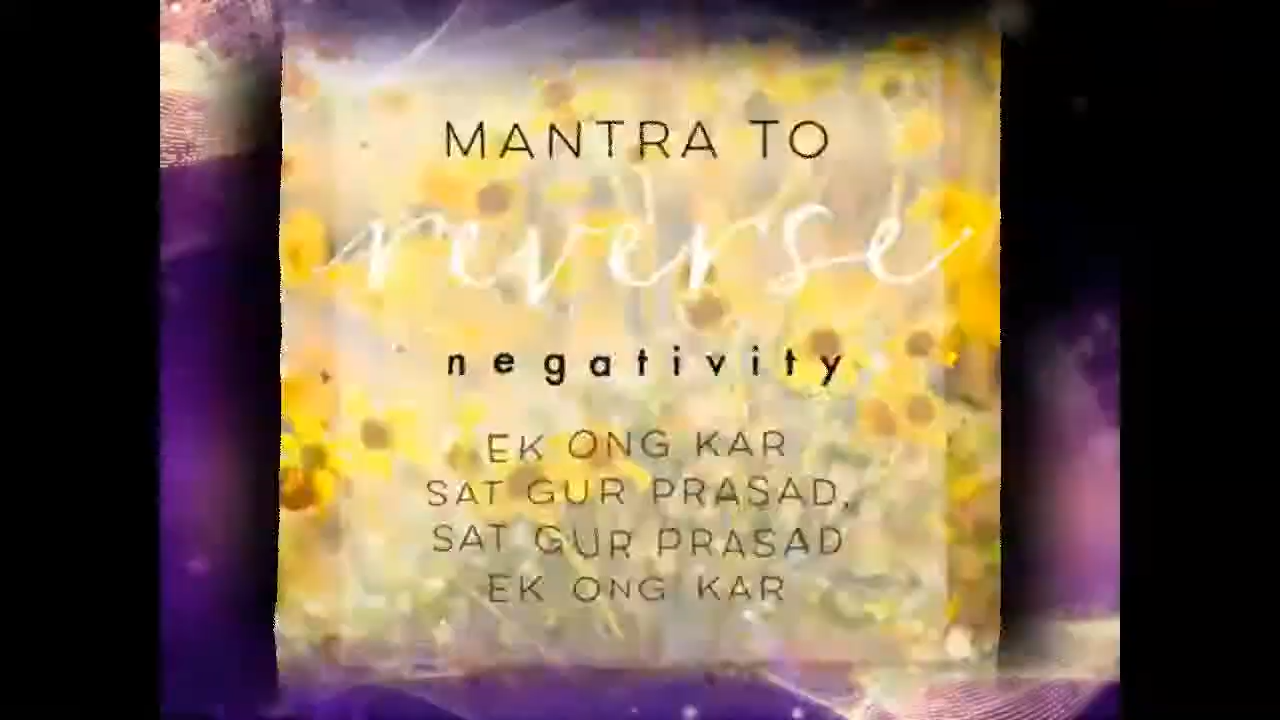 MANTRA TO
reverse
negativity
EK ONG KAR
SAT GUR PRASAD,
SAT GUR PRASAD
EK ONG KAR